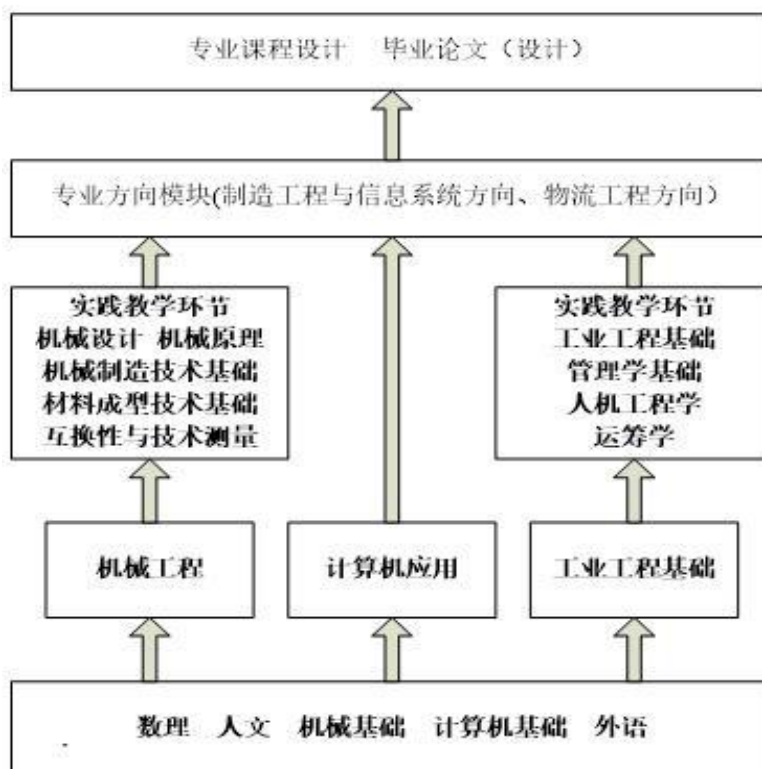 专业课程设计 毕业论文（设计）
专业方向模块(制造工程与信息系统方向、物流工程方向）
实践教学环节
机械设计 机械原理
机械制造技术基础
材料成型技术基础
互换性与技术测量
实践教学环节
工业工程基础
管理学基础
人机工程学
运筹学
机械工程
计算机应用
工业工程基础
数理 人文 机械基础 计算机基础 外语